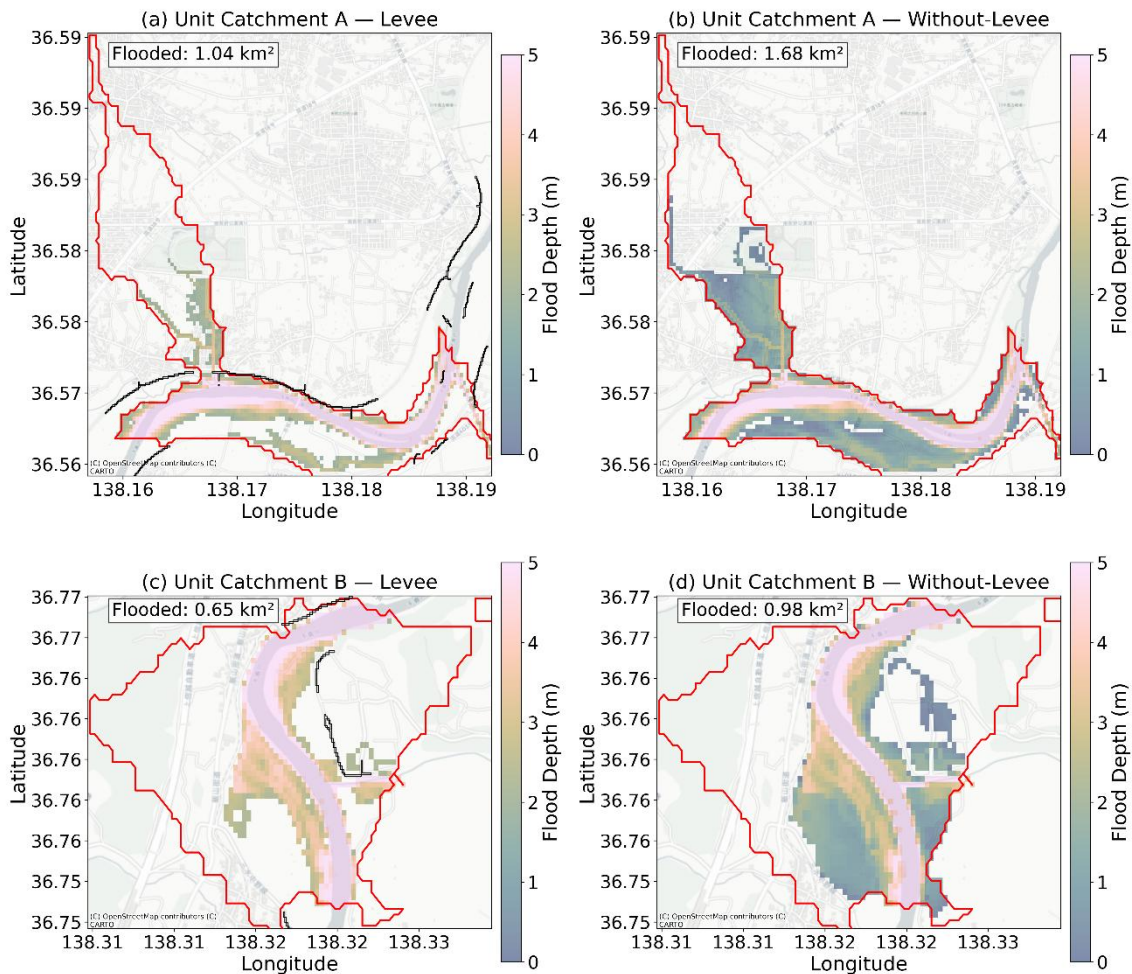 (a) Unit Catchment A — Levee
Flooded: 1.04 km²
36.59
36.59
36.59
36.58
36.58
36.57
36.56
Latitude
(C) OpenStreetMap contributors (C)
CARTO
138.16
138.17
138.18
138.19
Longitude
5
4
3
2
1
0
Flood Depth (m)
(b) Unit Catchment A — Without-Levee
Flooded: 1.68 km²
36.59
36.59
36.59
36.58
36.58
36.57
36.56
Latitude
(C) OpenStreetMap contributors (C)
CARTO
138.16
138.17
138.18
138.19
Longitude
5
4
3
2
1
0
Flood Depth (m)
(c) Unit Catchment B — Levee
Flooded: 0.65 km²
36.77
36.77
36.76
36.76
36.76
36.76
36.75
36.75
Latitude
(C) OpenStreetMap contributors (C)
CARTO
138.31
138.31
138.32
138.32
138.33
Longitude
5
4
3
2
1
0
Flood Depth (m)
(d) Unit Catchment B — Without-Levee
Flooded: 0.98 km²
36.77
36.77
36.76
36.76
36.76
36.76
36.75
36.75
Latitude
(C) OpenStreetMap contributors (C)
CARTO
138.31
138.31
138.32
138.32
138.33
Longitude
5
4
3
2
1
0
Flood Depth (m)